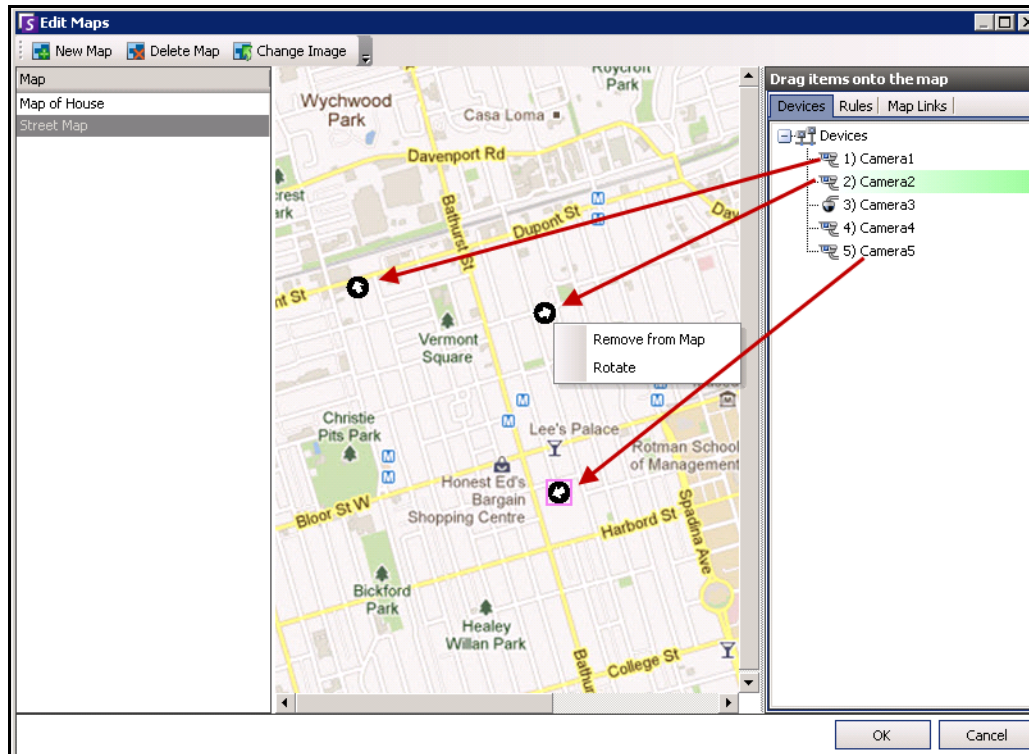 Edit Maps
New Map Delete Map Change Image
Map
Map of House
Street Map
Roycroft
Park
Wychwood
Park
Casa Loma
Davenport Rd
crest
ark
Bathurst St
Dupont St
Dav
nt St
M
M
Vermont
Square
Remove from Map
Rotate
M
M
M
Christie
Pits Park
M
M
Lee's Palace
Rotman School
of Management
Honest Ed's
Bargain
Shopping Centre
Bloor St W
Harbord St
Spadina Ave
Bickford
Park
Healey
Willan Park
Bathur
College St
Drag items onto the map
Devices Rules Map Links
Devices
1) Camera1
2) Camera2
3) Camera3
4) Camera4
5) Camera5
OK Cancel